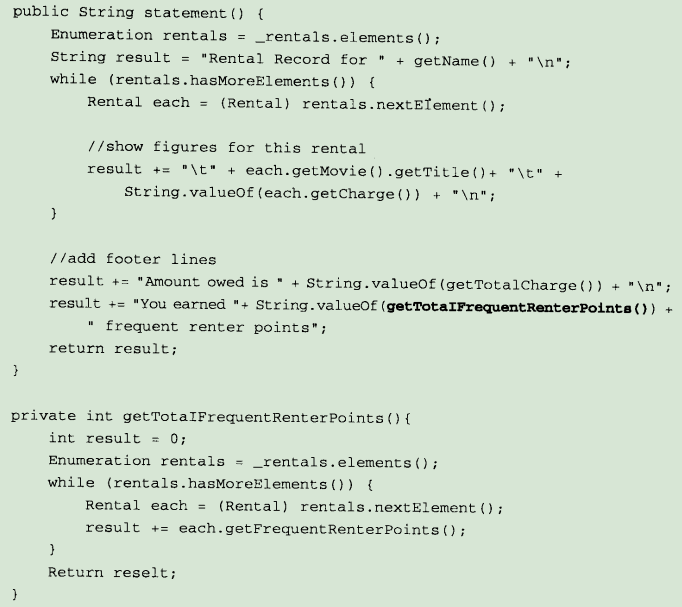 public String statement() {
    Enumeration rentals = _rentals.elements();
    String result = "Rental Record for " + getName() + "\n";
    while (rentals.hasMoreElements()) {
        Rental each = (Rental) rentals.nextElement();

        //show figures for this rental
        result += "\t" + each.getMovie().getTitle()+ "\t" +
            String.valueOf(each.getCharge()) + "\n";
    }

    //add footer lines
    result += "Amount owed is " + String.valueOf(getTotalCharge()) + "\n";
    result += "You earned "+ String.valueOf(getTotaIFrequentRenterPoints()) +
        " frequent renter points";
    return result;
}

private int getTotaIFrequentRenterPoints(){
    int result = 0;
    Enumeration rentals = _rentals.elements();
    while (rentals.hasMoreElements()) {
        Rental each = (Rental) rentals.nextElement();
        result += each.getFrequentRenterPoints();
    }
    Return reselt;
}